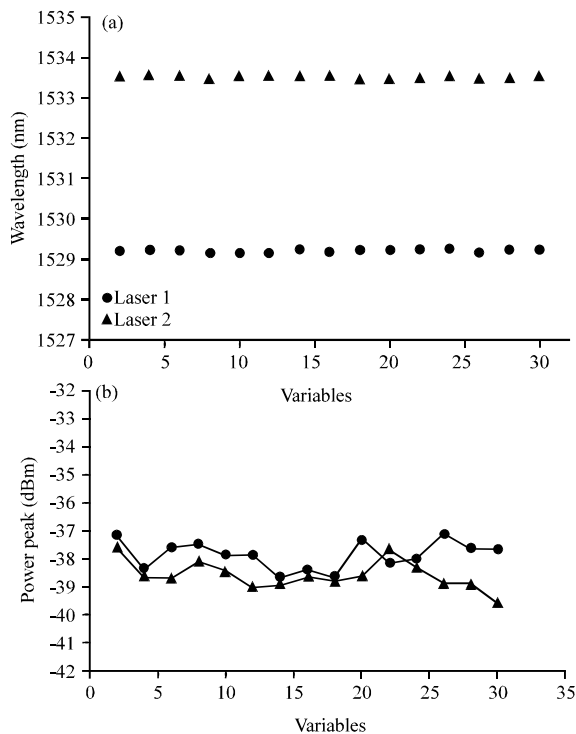 (a)
1535
1534
1533
1532
1531
1530
1529
1528
1527
Wavelength (nm)
Laser 1
Laser 2
0 5 10 15 20 25 30
Variables
(b)
-32
-33
-34
-35
-36
-37
-38
-39
-40
-41
-42
Power peak (dBm)
0 5 10 15 20 25 30 35
Variables